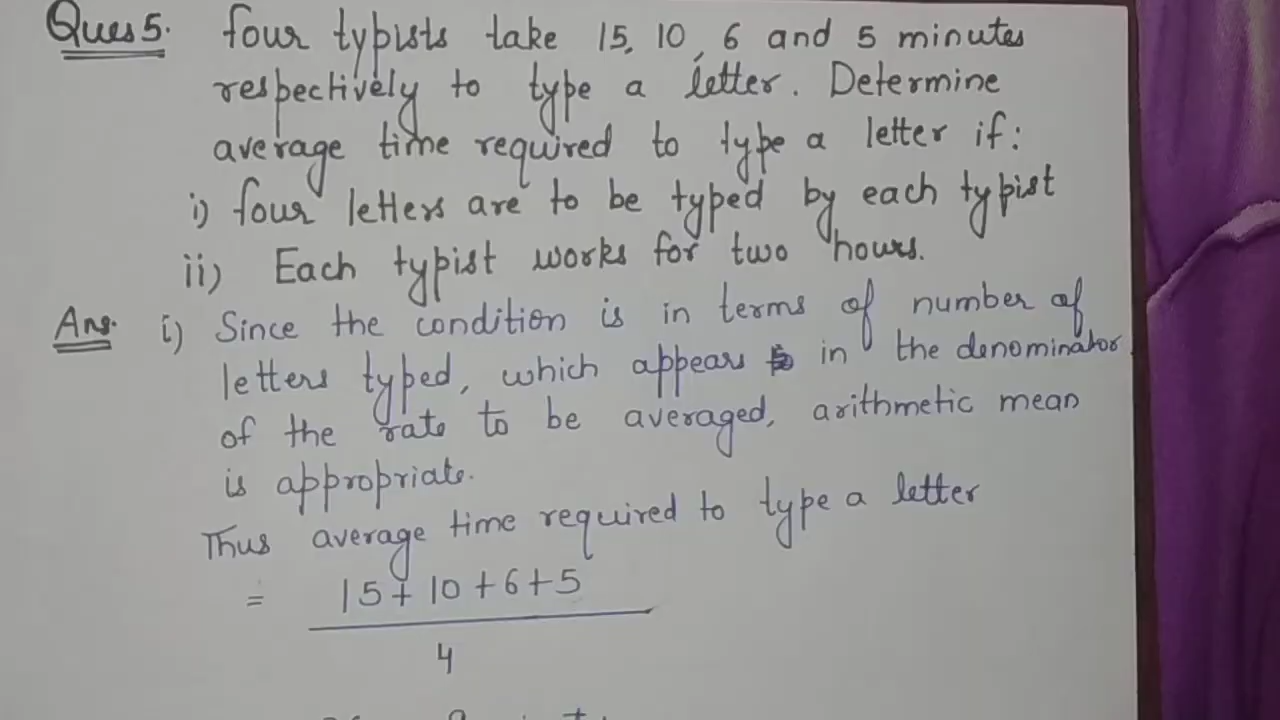 Ques 5. four typists take 15, 10, 6 and 5 minutes
respectively to type a letter. Determine
average time required to type a letter if:
i) four letters are to be typed by each typist
ii) Each typist works for two hours.
Ans. i) Since the condition is in terms of number of
letters typed, which appears in the denominator
of the rate to be averaged, arithmetic mean
is appropriate.
Thus average time required to type a letter
= 15 + 10 + 6 + 5
4